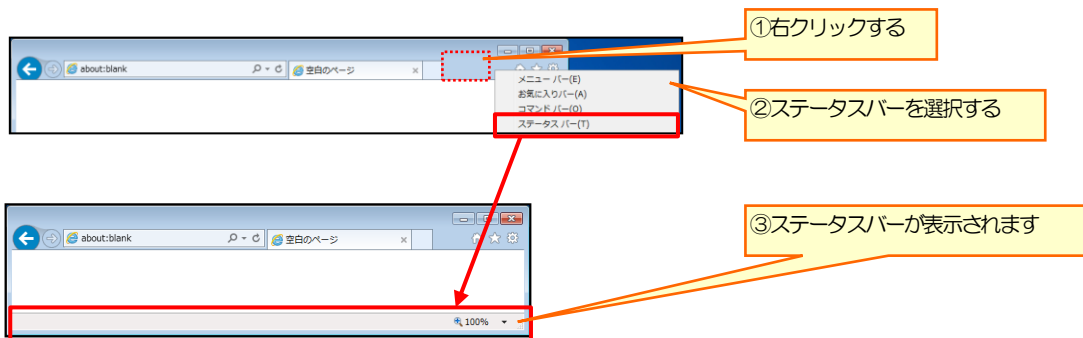 ①右クリックする
about:blank
空白のページ
メニュー バー(E)
お気に入りバー(A)
コマンド バー(O)
ステータス バー(T)
②ステータスバーを選択する
about:blank
空白のページ
③ステータスバーが表示されます
100%